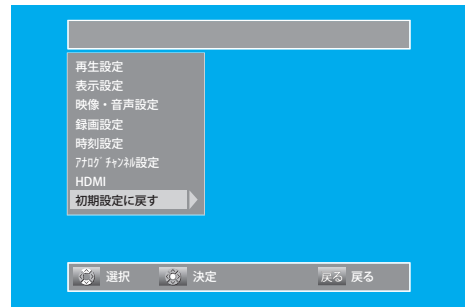 再生設定
表示設定
映像・音声設定
録画設定
時刻設定
ｱﾅﾛｸﾞﾁｬﾝﾈﾙ設定
HDMI
初期設定に戻す
選択 決定 戻る 戻る